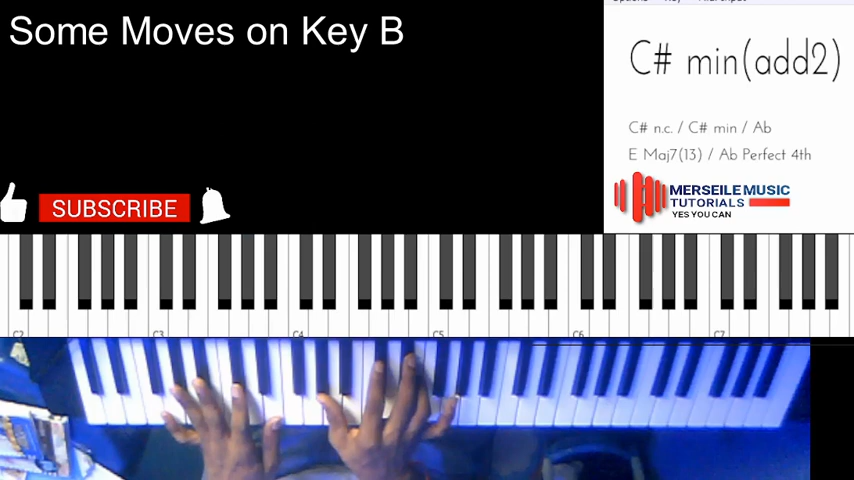 Some Moves on Key B
C# min(add2)
C# n.c. / C# min / Ab
E Maj7(13) / Ab Perfect 4th
MERSEILE MUSIC
TUTORIALS
YES YOU CAN
SUBSCRIBE
C2 C3 C4 C5 C6 C7